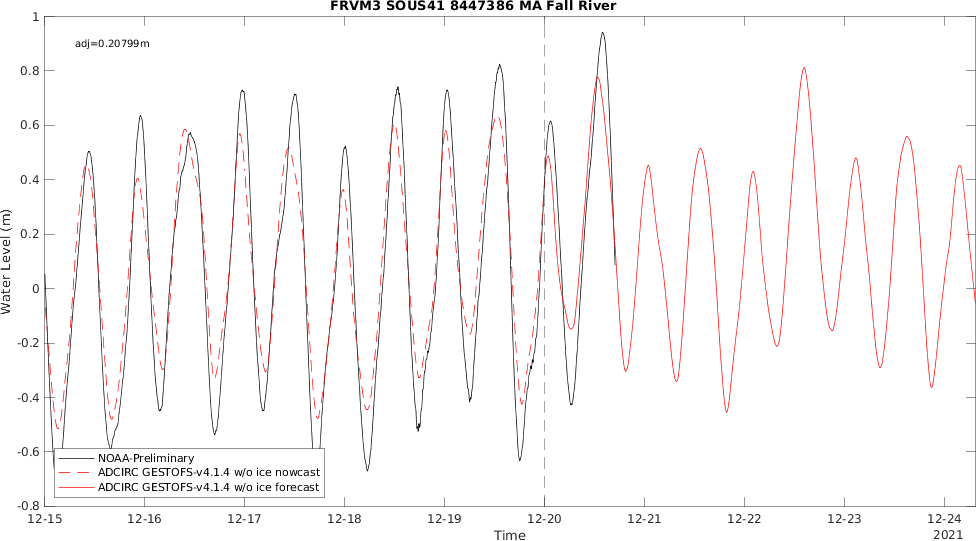 FRVM3 SOUS41 8447386 MA Fall River
adj=0.20799m
Water Level (m)
1
0.8
0.6
0.4
0.2
0
-0.2
-0.4
-0.6
-0.8
NOAA-Preliminary
ADCIRC GESTOFS-v4.1.4 w/o ice nowcast
ADCIRC GESTOFS-v4.1.4 w/o ice forecast
12-15 12-16 12-17 12-18 12-19 12-20 12-21 12-22 12-23 12-24
Time
2021